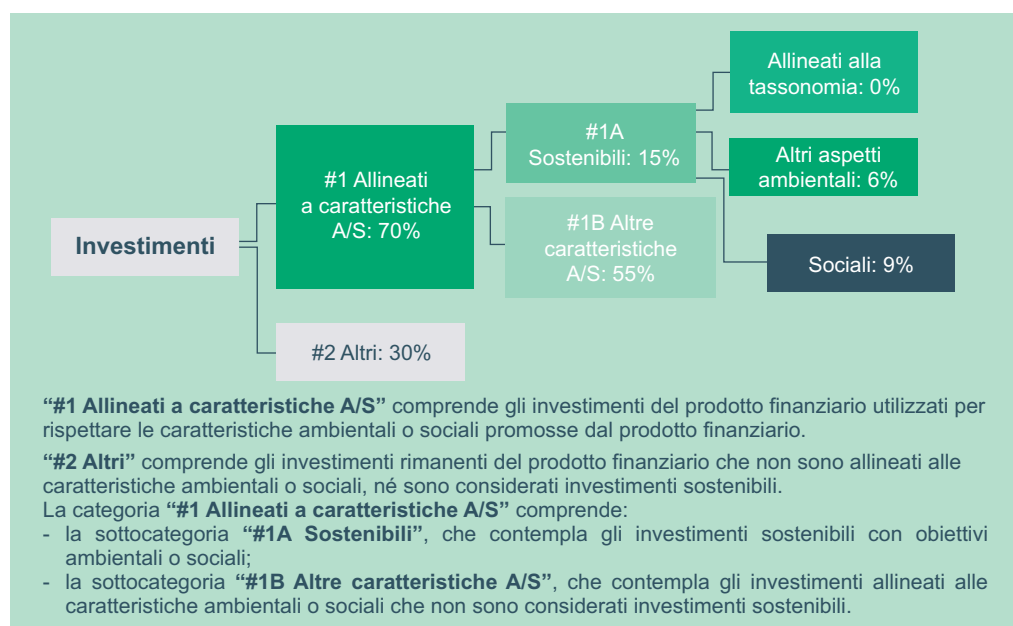 Allineati alla
tassonomia: 0%
#1A
Sostenibili: 15%
#1 Allineati
a caratteristiche
A/S: 70%
Altri aspetti
ambientali: 6%
#1B Altre
caratteristiche
A/S: 55%
Investimenti
Sociali: 9%
#2 Altri: 30%
“#1 Allineati a caratteristiche A/S” comprende gli investimenti del prodotto finanziario utilizzati per
rispettare le caratteristiche ambientali o sociali promosse dal prodotto finanziario.
“#2 Altri” comprende gli investimenti rimanenti del prodotto finanziario che non sono allineati alle
caratteristiche ambientali o sociali, né sono considerati investimenti sostenibili.
La categoria “#1 Allineati a caratteristiche A/S” comprende:
- la sottocategoria “#1A Sostenibili”, che contempla gli investimenti sostenibili con obiettivi
ambientali o sociali;
- la sottocategoria “#1B Altre caratteristiche A/S”, che contempla gli investimenti allineati alle
caratteristiche ambientali o sociali che non sono considerati investimenti sostenibili.